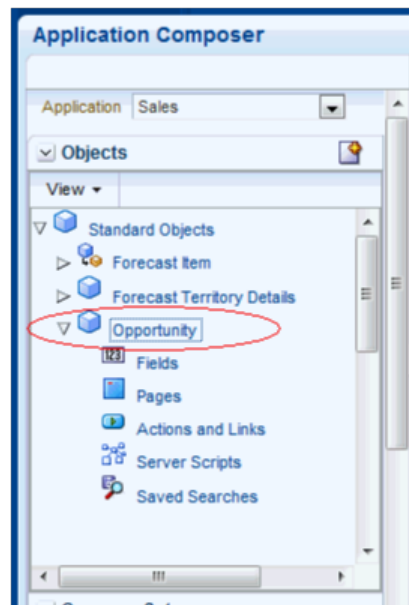 Application Composer
Application Sales
Objects
View
Standard Objects
Forecast Item
Forecast Territory Details
Opportunity
123
Fields
Pages
Actions and Links
Server Scripts
Saved Searches